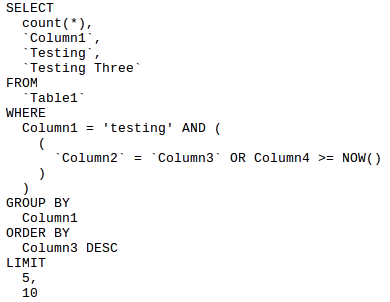 SELECT
  count(*),
  `Column1`,
  `Testing`,
  `Testing Three`
FROM
  `Table1`
WHERE
  Column1 = 'testing' AND (
    (
      `Column2` = `Column3` OR Column4 >= NOW()
    )
  )
GROUP BY
  Column1
ORDER BY
  Column3 DESC
LIMIT
  5,
  10